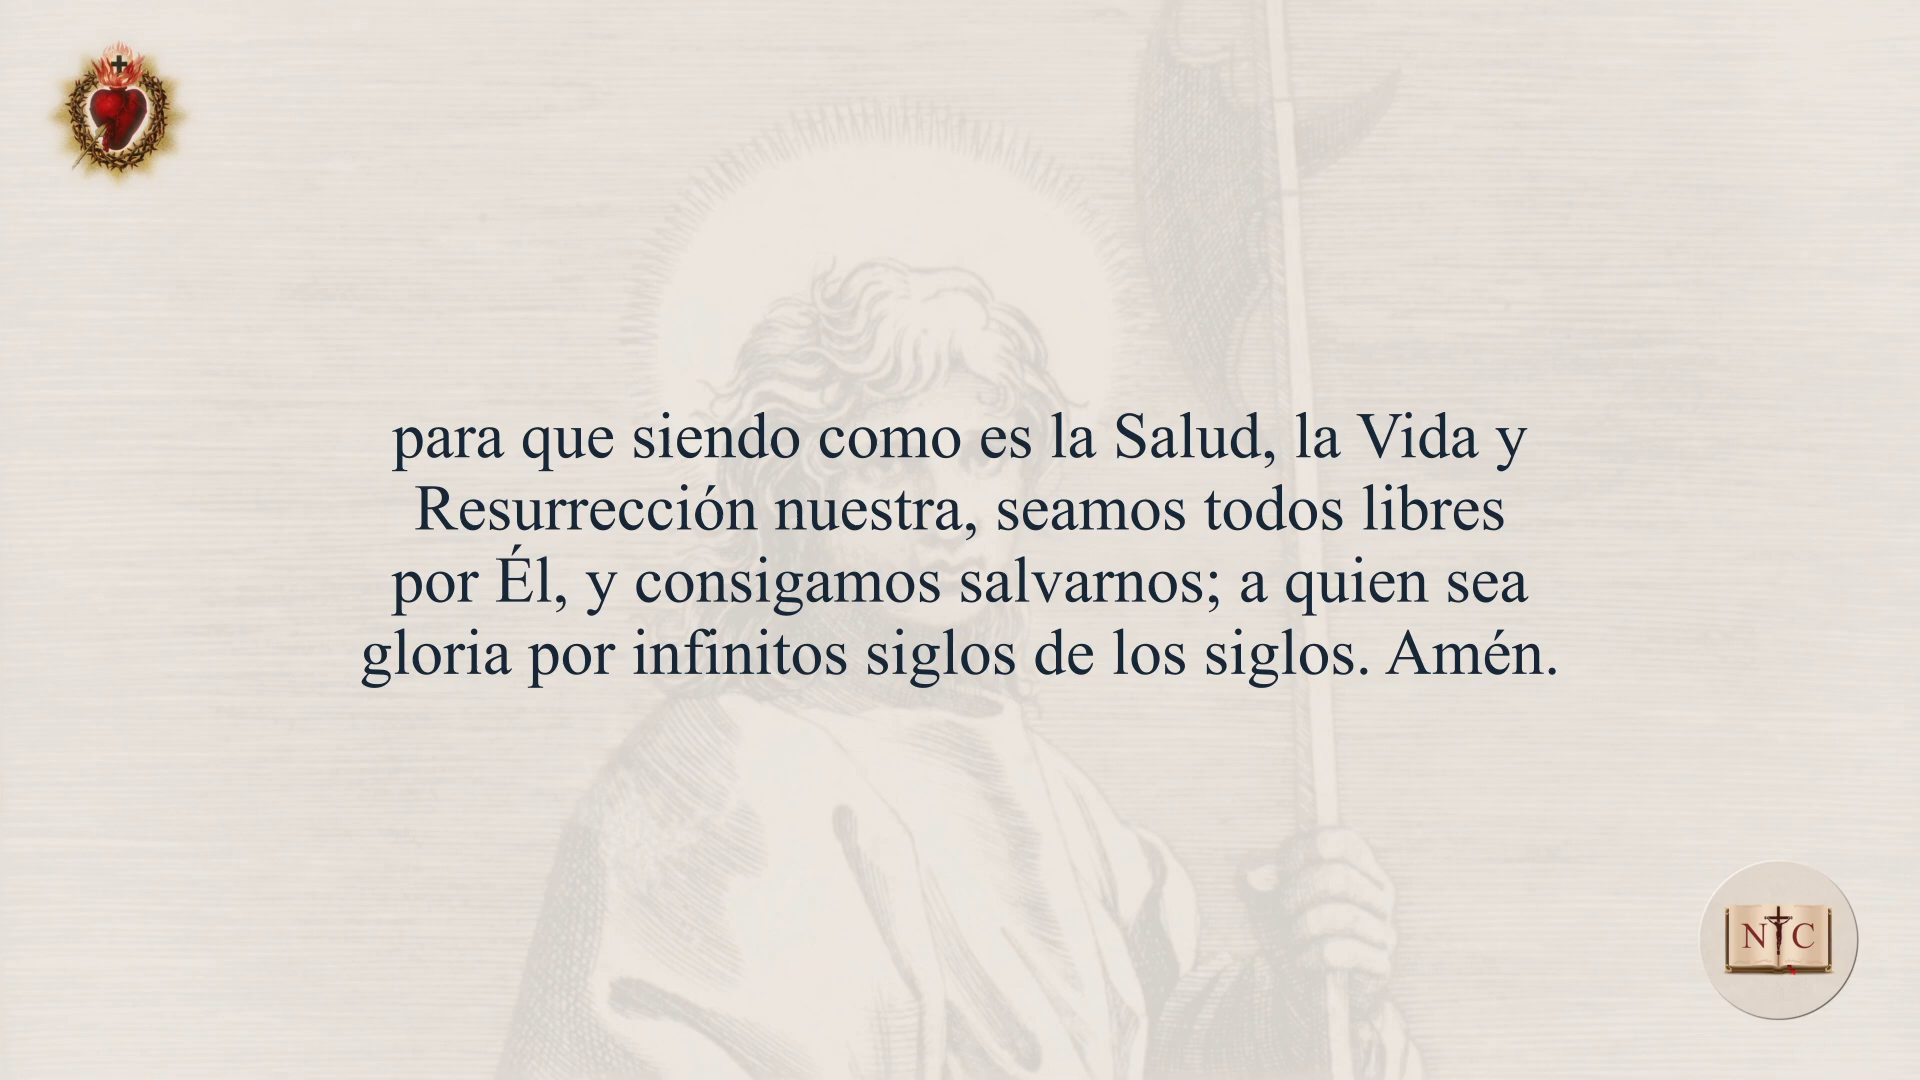 para que siendo como es la Salud, la Vida y
Resurrección nuestra, seamos todos libres
por Él, y consigamos salvarnos; a quien sea
gloria por infinitos siglos de los siglos. Amén.
N C